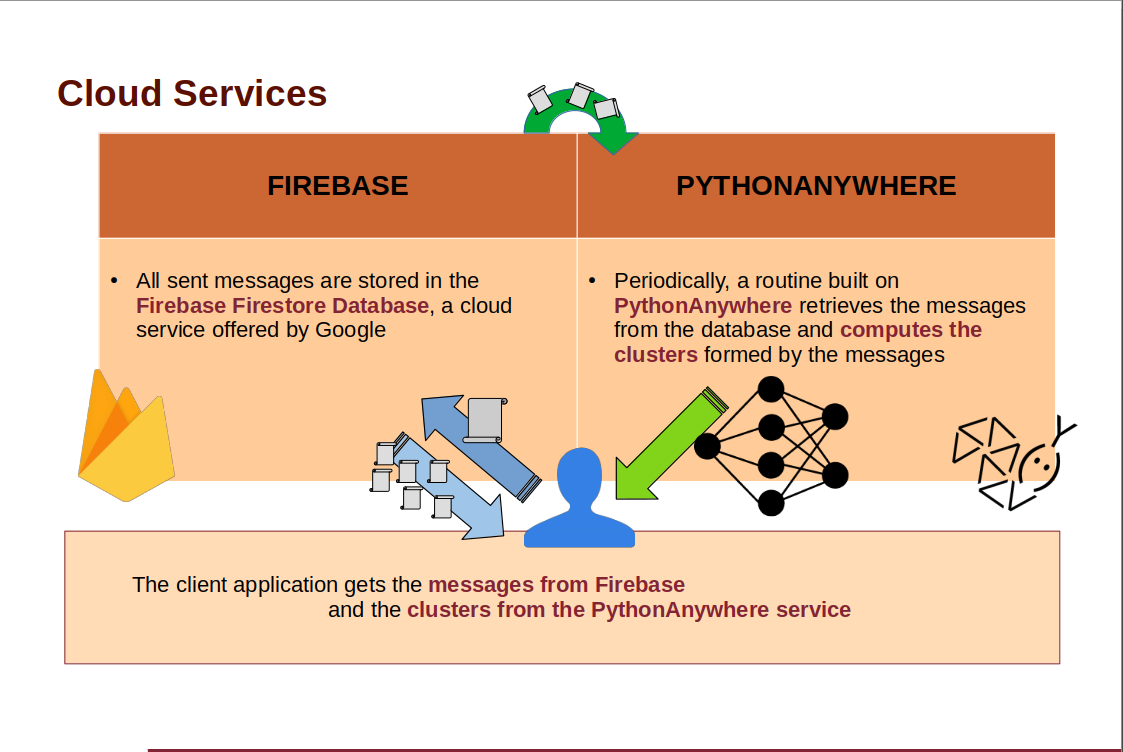 Cloud Services
FIREBASE
PYTHONANYWHERE
• All sent messages are stored in the
Firebase Firestore Database, a cloud
service offered by Google
• Periodically, a routine built on
PythonAnywhere retrieves the messages
from the database and computes the
clusters formed by the messages
The client application gets the messages from Firebase
and the clusters from the PythonAnywhere service